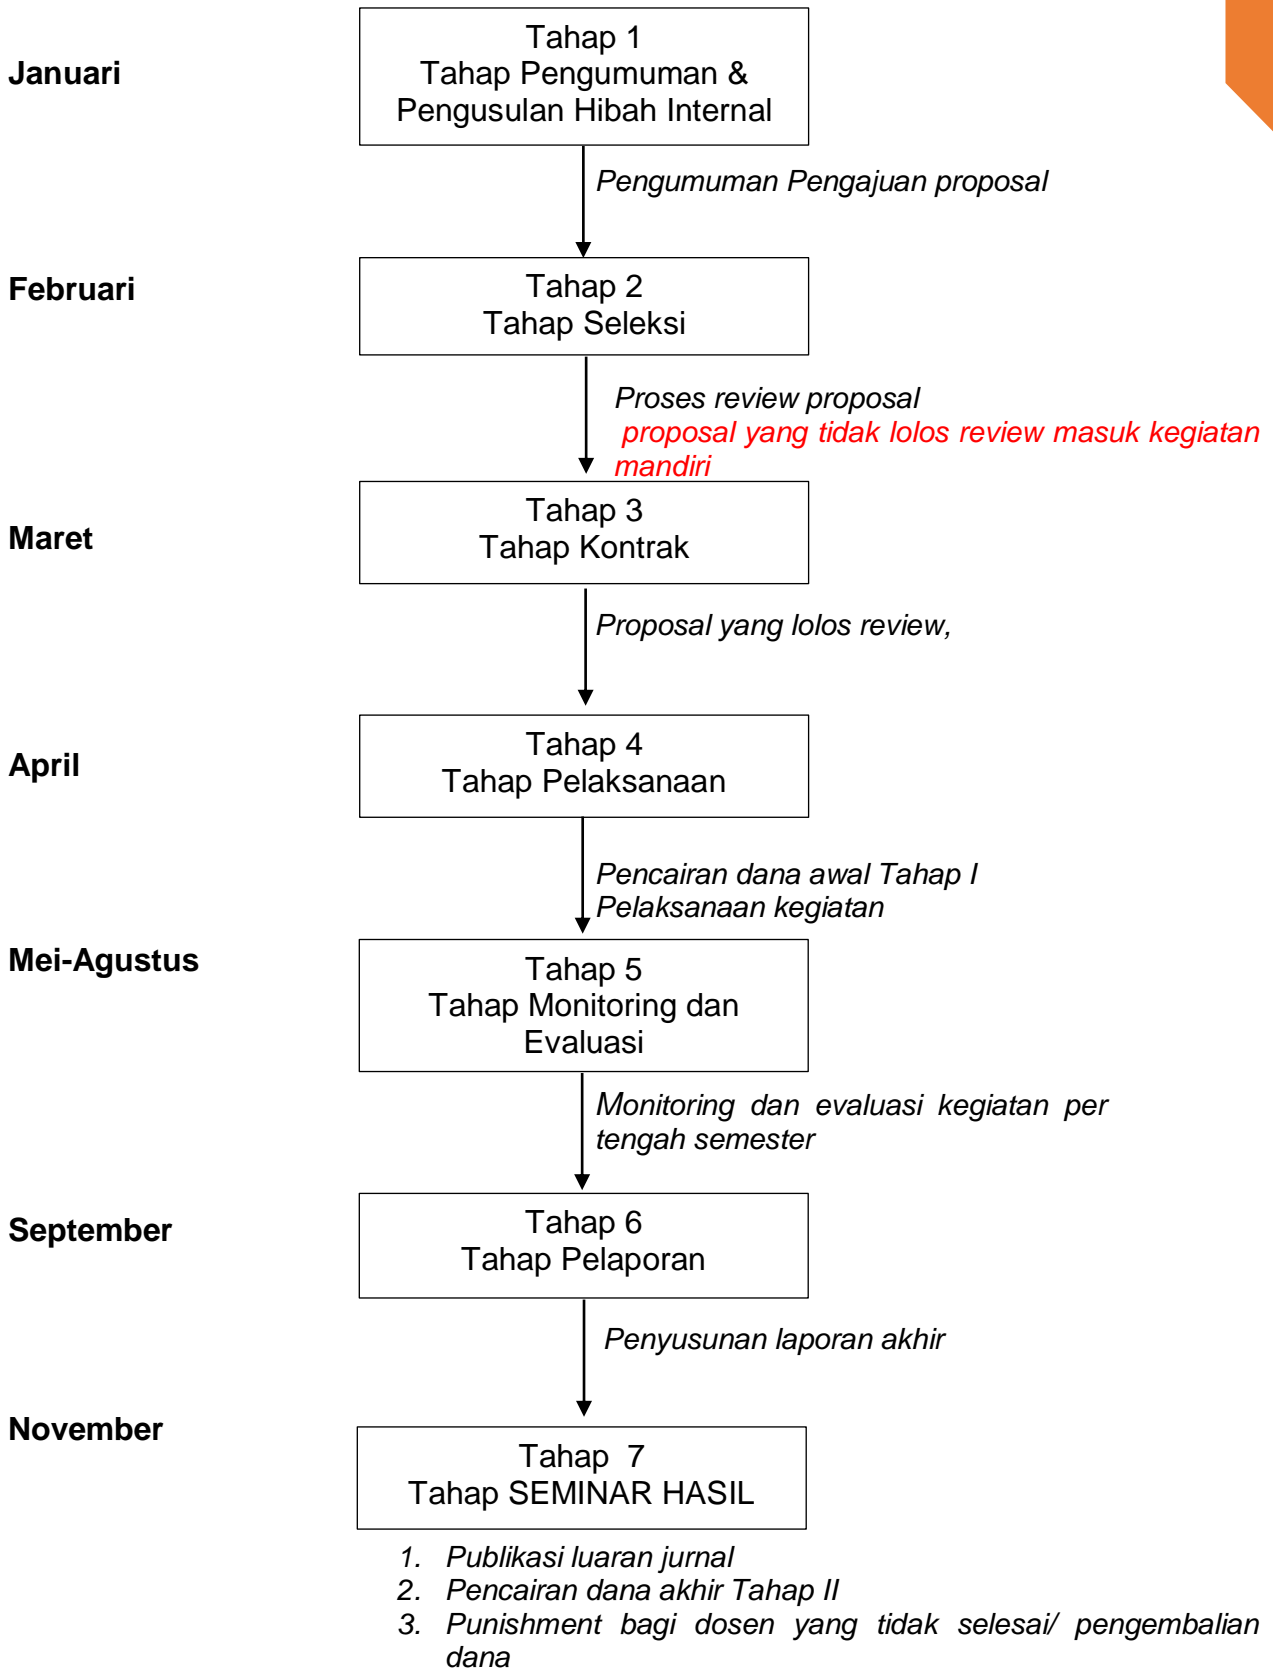 Januari
Tahap 1
Tahap Pengumuman &
Pengusulan Hibah Internal
Pengumuman Pengajuan proposal
Februari
Tahap 2
Tahap Seleksi
Proses review proposal
proposal yang tidak lolos review masuk kegiatan
mandiri
Maret
Tahap 3
Tahap Kontrak
Proposal yang lolos review,
April
Tahap 4
Tahap Pelaksanaan
Pencairan dana awal Tahap I
Pelaksanaan kegiatan
Mei-Agustus
Tahap 5
Tahap Monitoring dan
Evaluasi
Monitoring dan evaluasi kegiatan per
tengah semester
September
Tahap 6
Tahap Pelaporan
Penyusunan laporan akhir
November
Tahap 7
Tahap SEMINAR HASIL
1. Publikasi luaran jurnal
2. Pencairan dana akhir Tahap II
3. Punishment bagi dosen yang tidak selesai/ pengembalian
dana